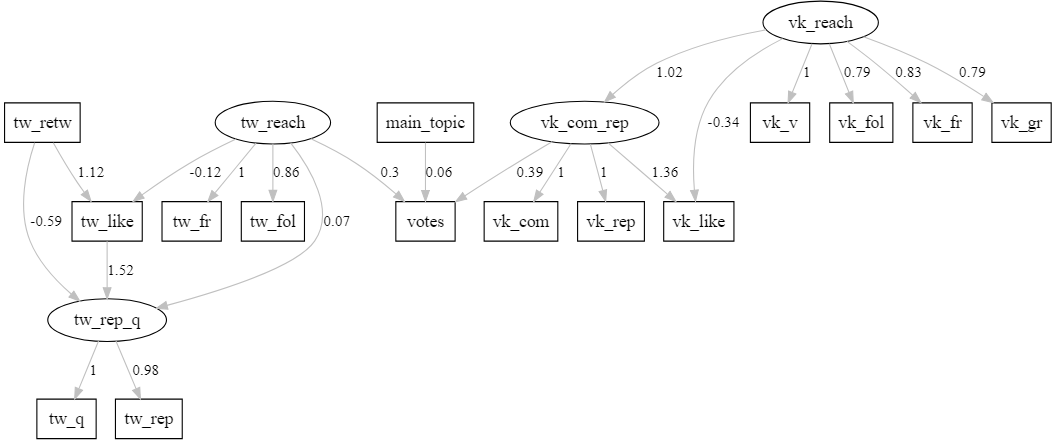 vk_reach
1.02
1
0.79
0.83
0.79
tw_retw
tw_reach
main_topic
vk_com_rep
-0.34
vk_v
vk_fol
vk_fr
vk_gr
1.12
-0.12
1
0.86
0.3
0.06
0.39
1
1
1.36
-0.59
tw_like
tw_fr
tw_fol
0.07
votes
vk_com
vk_rep
vk_like
1.52
tw_rep_q
1
0.98
tw_q
tw_rep